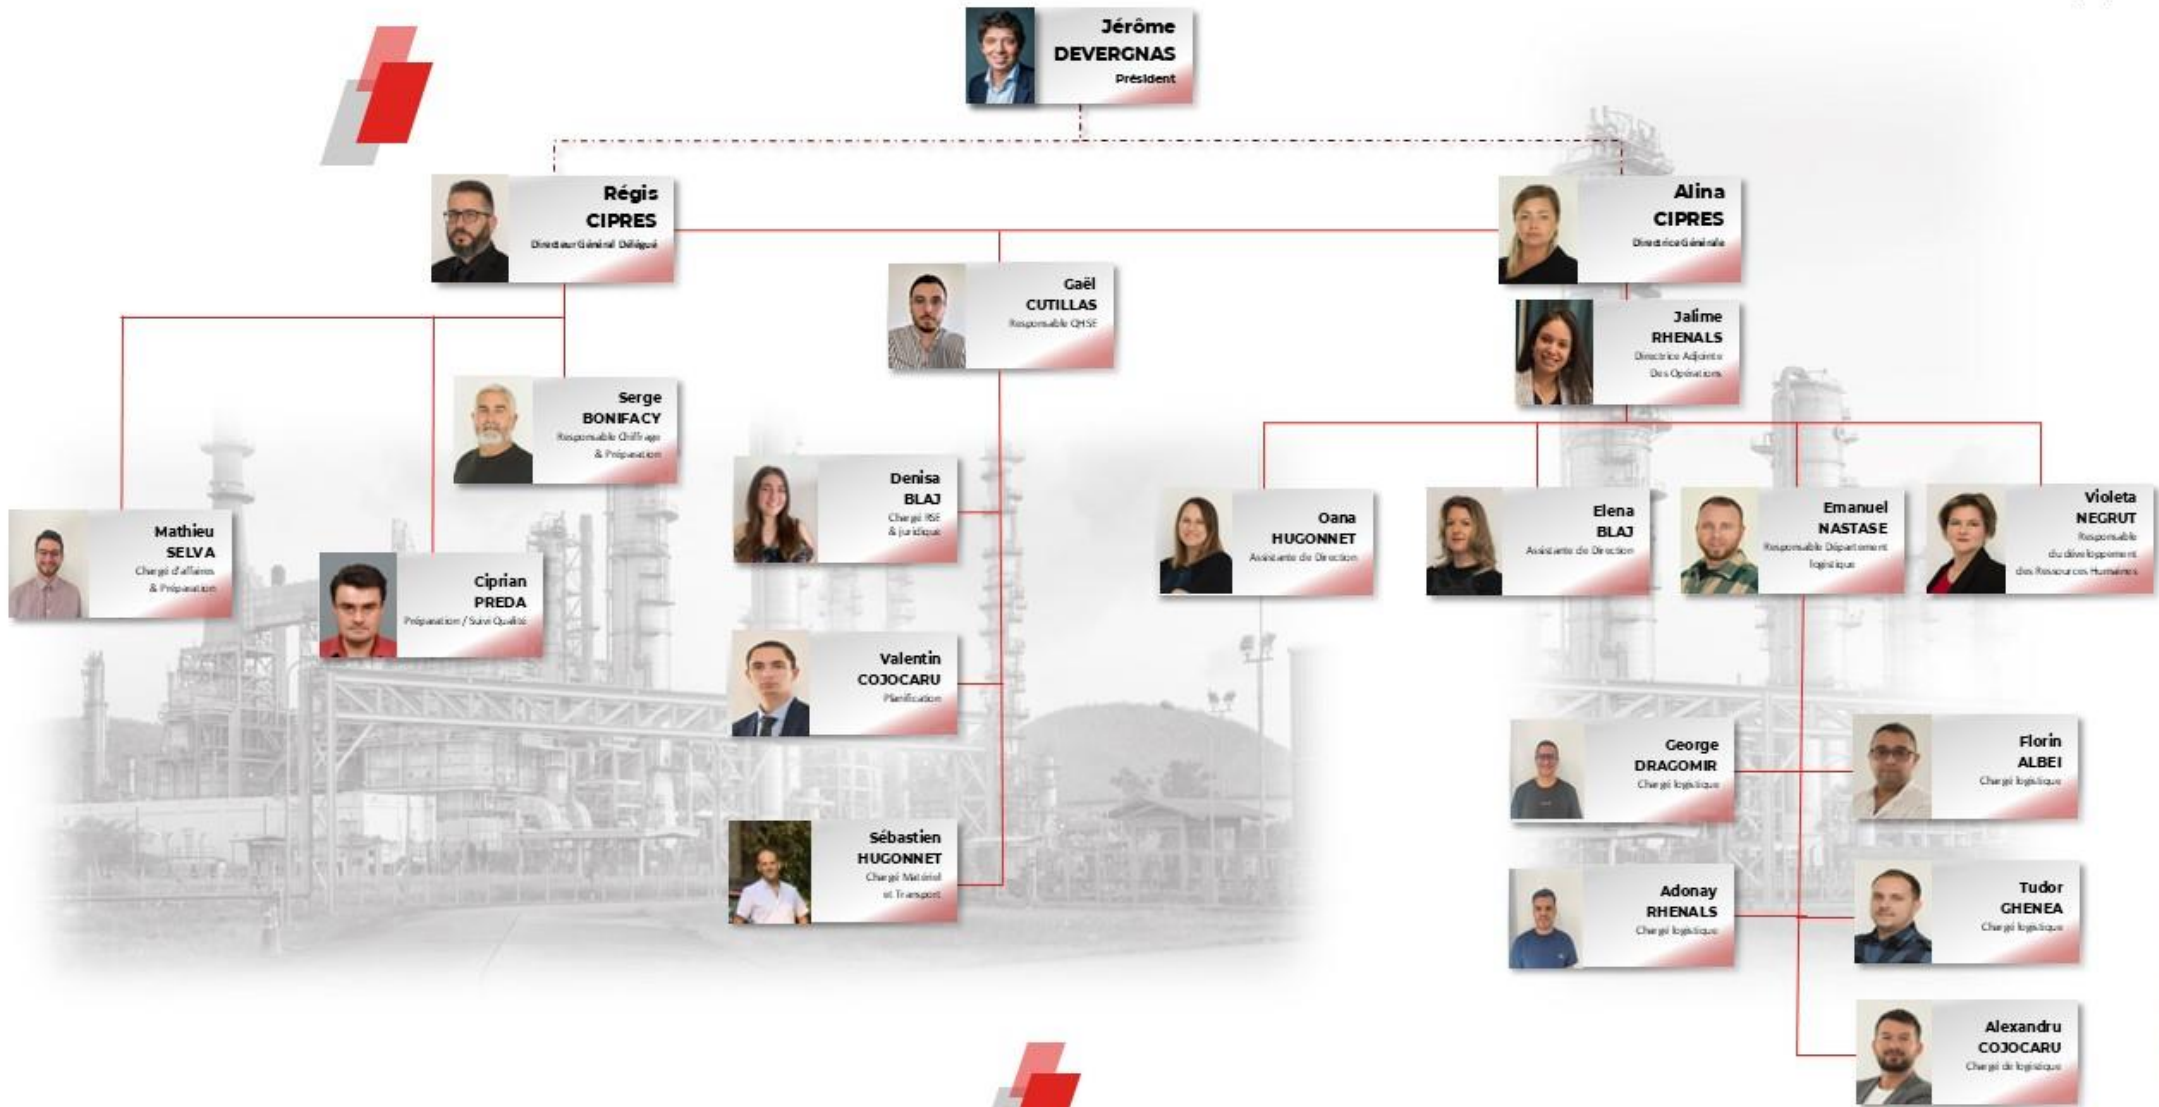 Jérôme
DEVERGNAS
Président
Régis
CIPRES
Directeur Général Délégué
Alina
CIPRES
Directrice Générale
Gaël
CUTILLAS
Responsable QHSE
Jalime
RHENALS
Directrice Adjointe
Des Opérations
Serge
BONIFACY
Responsable Chiffrage
& Préparation
Mathieu
SELVA
Chargé d'affaires
& Préparation
Ciprian
PREDA
Préparation / Suivi Qualité
Denisa
BLAJ
Chargé RSE
& juridique
Valentin
COJOCARU
Planification
Sébastien
HUGONNET
Chargé Matériel
et Transport
Oana
HUGONNET
Assistante de Direction
Elena
BLAJ
Assistante de Direction
Emanuel
NASTASE
Responsable Département
logistique
Violeta
NEGRUT
Responsable
du développement
des Ressources Humaines
George
DRAGOMIR
Chargé logistique
Florin
ALBEI
Chargé logistique
Adonay
RHENALS
Chargé logistique
Tudor
GHENEA
Chargé logistique
Alexandru
COJOCARU
Chargé de logistique